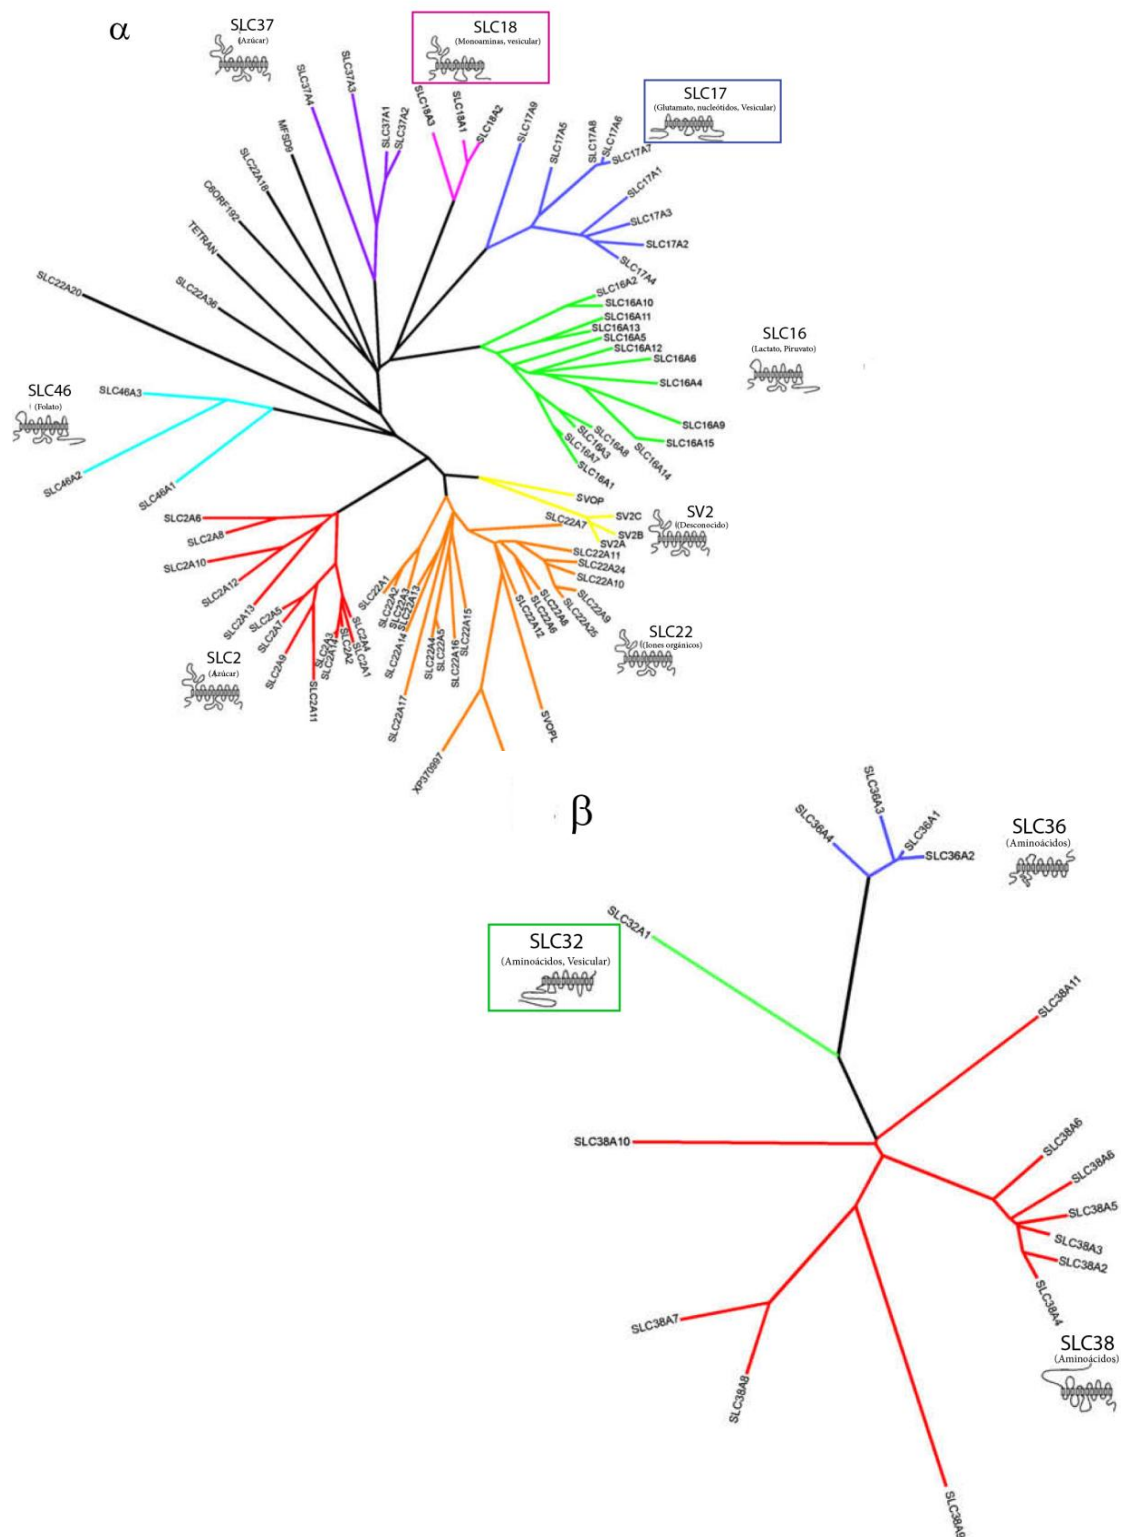 α
SLC37
(Azúcar)
SLC18
(Monoaminas, vesicular)
SLC17
(Glutamato, nucleótidos, Vesicular)
SLC37A4
SLC37A3
SLC37A1
SLC37A2
SLC18A3
SLC18A1
SLC18A2
SLC17A9
SLC17A5
SLC17A8
SLC17A6
SLC17A7
SLC17A1
SLC17A3
SLC17A2
SLC17A4
MFSD9
SLC22A18
C6ORF192
TETRAN
SLC22A36
SLC22A20
SLC16A2
SLC16A10
SLC16A11
SLC16A13
SLC16A5
SLC16A12
SLC16A6
SLC16A4
SLC16A9
SLC16A15
SLC16A14
SLC16A8
SLC16A3
SLC16A7
SLC16A1
SLC16
(Lactato, Piruvato)
SLC46
(Folato)
SLC46A3
SLC46A2
SLC46A1
SVOP
SV2C
SV2B
SV2A
SV2
(Desconocido)
SLC2A6
SLC2A8
SLC2A10
SLC2A12
SLC2A13
SLC2A5
SLC2A7
SLC2A9
SLC2A11
SLC2A3
SLC2A14
SLC2A2
SLC2A1
SLC2A4
SLC2
(Azúcar)
SLC22A7
SLC22A11
SLC22A24
SLC22A10
SLC22A9
SLC22A25
SLC22A8
SLC22A6
SLC22A12
SLC22A1
SLC22A2
SLC22A3
SLC22A13
SLC22A14
SLC22A4
SLC22A5
SLC22A16
SLC22A15
SLC22A17
XP370997
SVOPL
SLC22
(Iones orgánicos)
β
SLC36A4
SLC36A3
SLC36A1
SLC36A2
SLC36
(Aminoácidos)
SLC32A1
SLC32
(Aminoácidos, Vesicular)
SLC38A11
SLC38A10
SLC38A6
SLC38A6
SLC38A5
SLC38A3
SLC38A2
SLC38A4
SLC38A7
SLC38A8
SLC38A9
SLC38
(Aminoácidos)